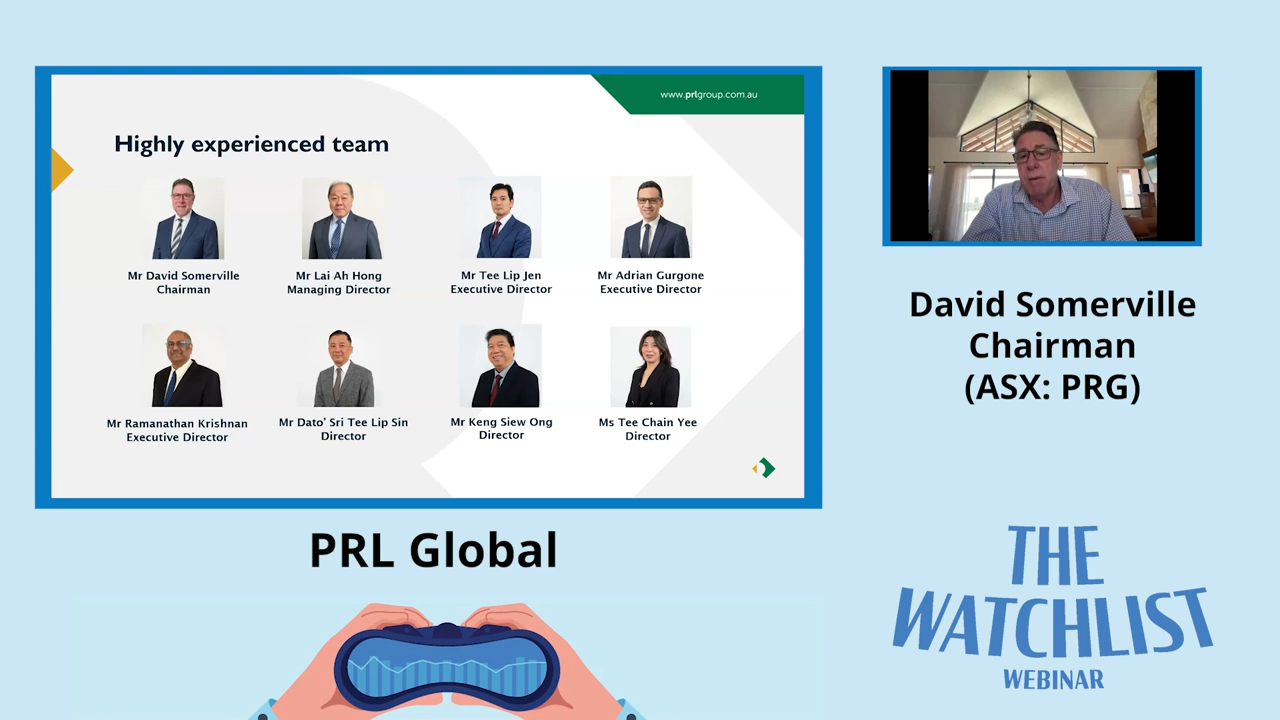 www.prlgroup.com.au
Highly experienced team
Mr David Somerville
Chairman
Mr Lai Ah Hong
Managing Director
Mr Tee Lip Jen
Executive Director
Mr Adrian Gurgone
Executive Director
Mr Ramanathan Krishnan
Executive Director
Mr Dato' Sri Tee Lip Sin
Director
Mr Keng Siew Ong
Director
Ms Tee Chain Yee
Director
David Somerville
Chairman
(ASX: PRG)
PRL Global
THE
WATCHLIST
WEBINAR